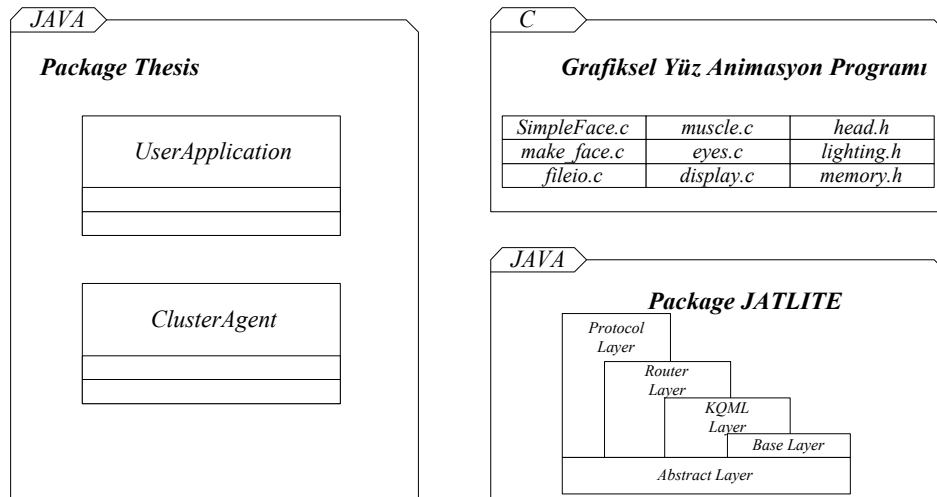 JAVA
Package Thesis
UserApplication
ClusterAgent
C
Grafiksel Yüz Animasyon Programı
SimpleFace.c muscle.c head.h
make_face.c eyes.c lighting.h
fileio.c display.c memory.h
JAVA
Package JATLITE
Protocol
Layer
Router
Layer
KQML
Layer
Base Layer
Abstract Layer